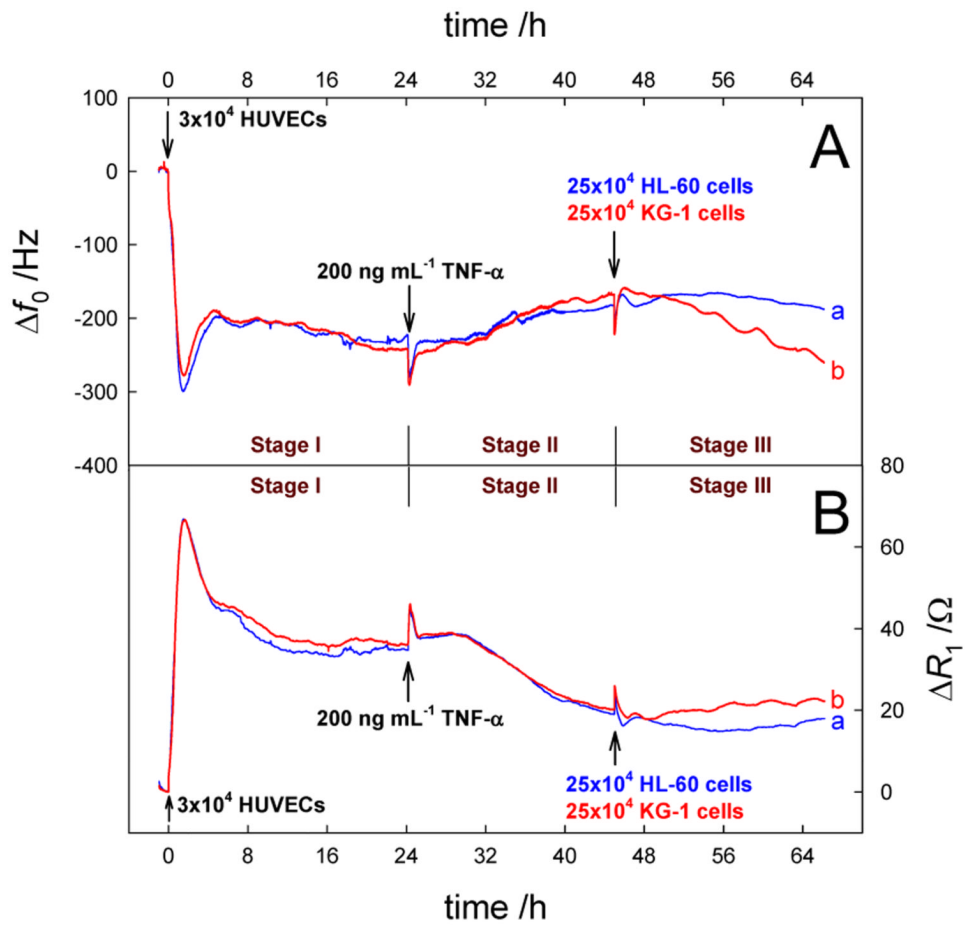 time /h
0 8 16 24 32 40 48 56 64
100
3x10⁴ HUVECs
A
0
25x10⁴ HL-60 cells
25x10⁴ KG-1 cells
-100
Δf₀ /Hz
200 ng mL⁻¹ TNF-α
-200
a
-300
b
Stage I Stage II Stage III
-400 80
Stage I Stage II Stage III
B
60
40
ΔR₁ /Ω
200 ng mL⁻¹ TNF-α
b
20
a
25x10⁴ HL-60 cells
3x10⁴ HUVECs
25x10⁴ KG-1 cells
0
0 8 16 24 32 40 48 56 64
time /h